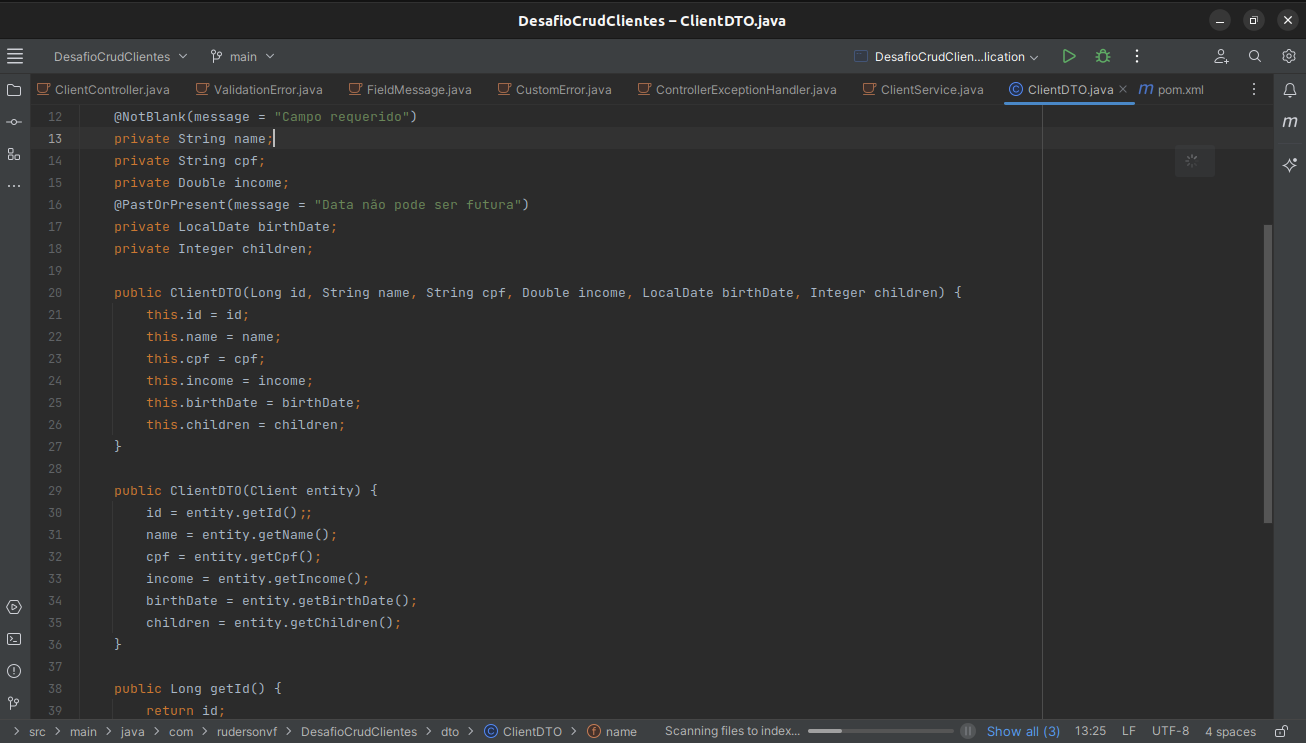 DesafioCrudClientes – ClientDTO.java
DesafioCrudClientes main DesafioCrudClien...lication
ClientController.java ValidationError.java FieldMessage.java CustomError.java ControllerExceptionHandler.java ClientService.java C ClientDTO.java m pom.xml
m
12 @NotBlank(message = "Campo requerido")
13 private String name;
14 private String cpf;
15 private Double income;
16 @PastOrPresent(message = "Data não pode ser futura")
17 private LocalDate birthDate;
18 private Integer children;
19
20 public ClientDTO(Long id, String name, String cpf, Double income, LocalDate birthDate, Integer children) {
21 this.id = id;
22 this.name = name;
23 this.cpf = cpf;
24 this.income = income;
25 this.birthDate = birthDate;
26 this.children = children;
27 }
28
29 public ClientDTO(Client entity) {
30 id = entity.getId();;
31 name = entity.getName();
32 cpf = entity.getCpf();
33 income = entity.getIncome();
34 birthDate = entity.getBirthDate();
35 children = entity.getChildren();
36 }
37
38 public Long getId() {
39 return id;
src > main > java > com > rudersonvf > DesafioCrudClientes > dto > C ClientDTO > f name Scanning files to index... Show all (3) 13:25 LF UTF-8 4 spaces